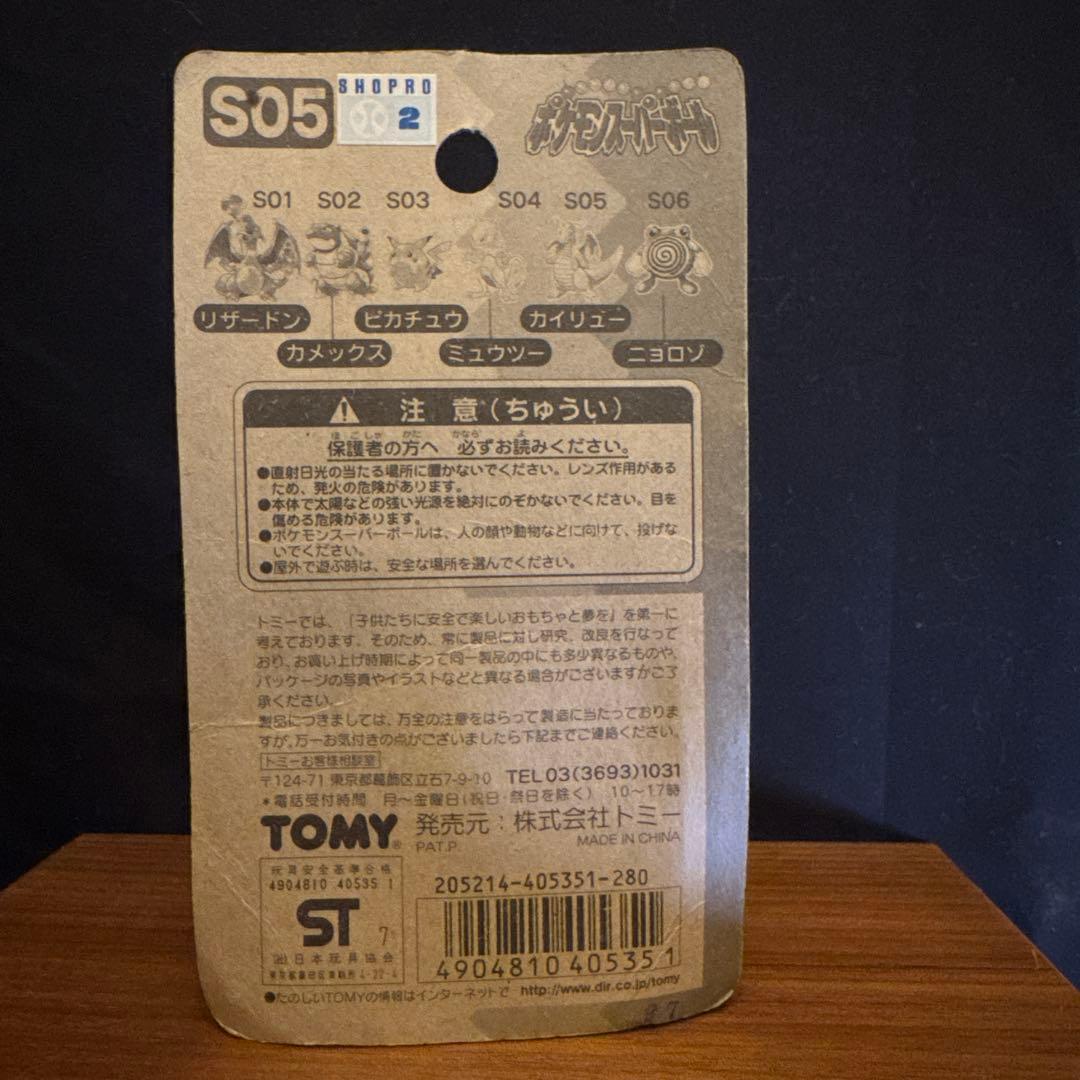 S05
SHOPRO
2
ポケモンスーパーボール
S01 S02 S03 S04 S05 S06
リザードン ピカチュウ カイリュー
カメックス ミュウツー ニョロゾ
注 意(ちゅうい)
保護者の方へ 必ずお読みください。
●直射日光の当たる場所に置かないでください。レンズ作用がある
ため、発火の危険があります。
●本体で太陽などの強い光源を絶対にのぞかないでください。目を
傷める危険があります。
●ポケモンスーパーボールは、人の顔や動物などに向けて、投げな
いでください。
●屋外で遊ぶ時は、安全な場所を選んでください。
トミーでは、「子供たちに安全で楽しいおもちゃと夢を」を第一に
考えております。そのため、常に製品に対し研究、改良を行なって
おり、お買い上げ時期によって同一製品の中にも多少異なるものや、
パッケージの写真やイラストなどと異なる場合がございますがご了
承ください。
製品につきましては、万全の注意をはらって製造に当たっておりま
すが、万一お気付きの点がございましたら下記までご連絡ください。
トミーお客様相談室
〒124-71 東京都葛飾区立石7-9-10 TEL 03(3693)1031
*電話受付時間 月~金曜日(祝日・祭日を除く) 10~17時
TOMY® 発売元:株式会社トミー
PAT.P. MADE IN CHINA
玩具安全基準合格
4904810 40535 1
ST 7
(社)日本玩具協会
東京都墨田区東駒形4-22-4
205214-405351-280
4904810 405351
●たのしいTOMYの情報はインターネットで http://www.dir.co.jp/tomy